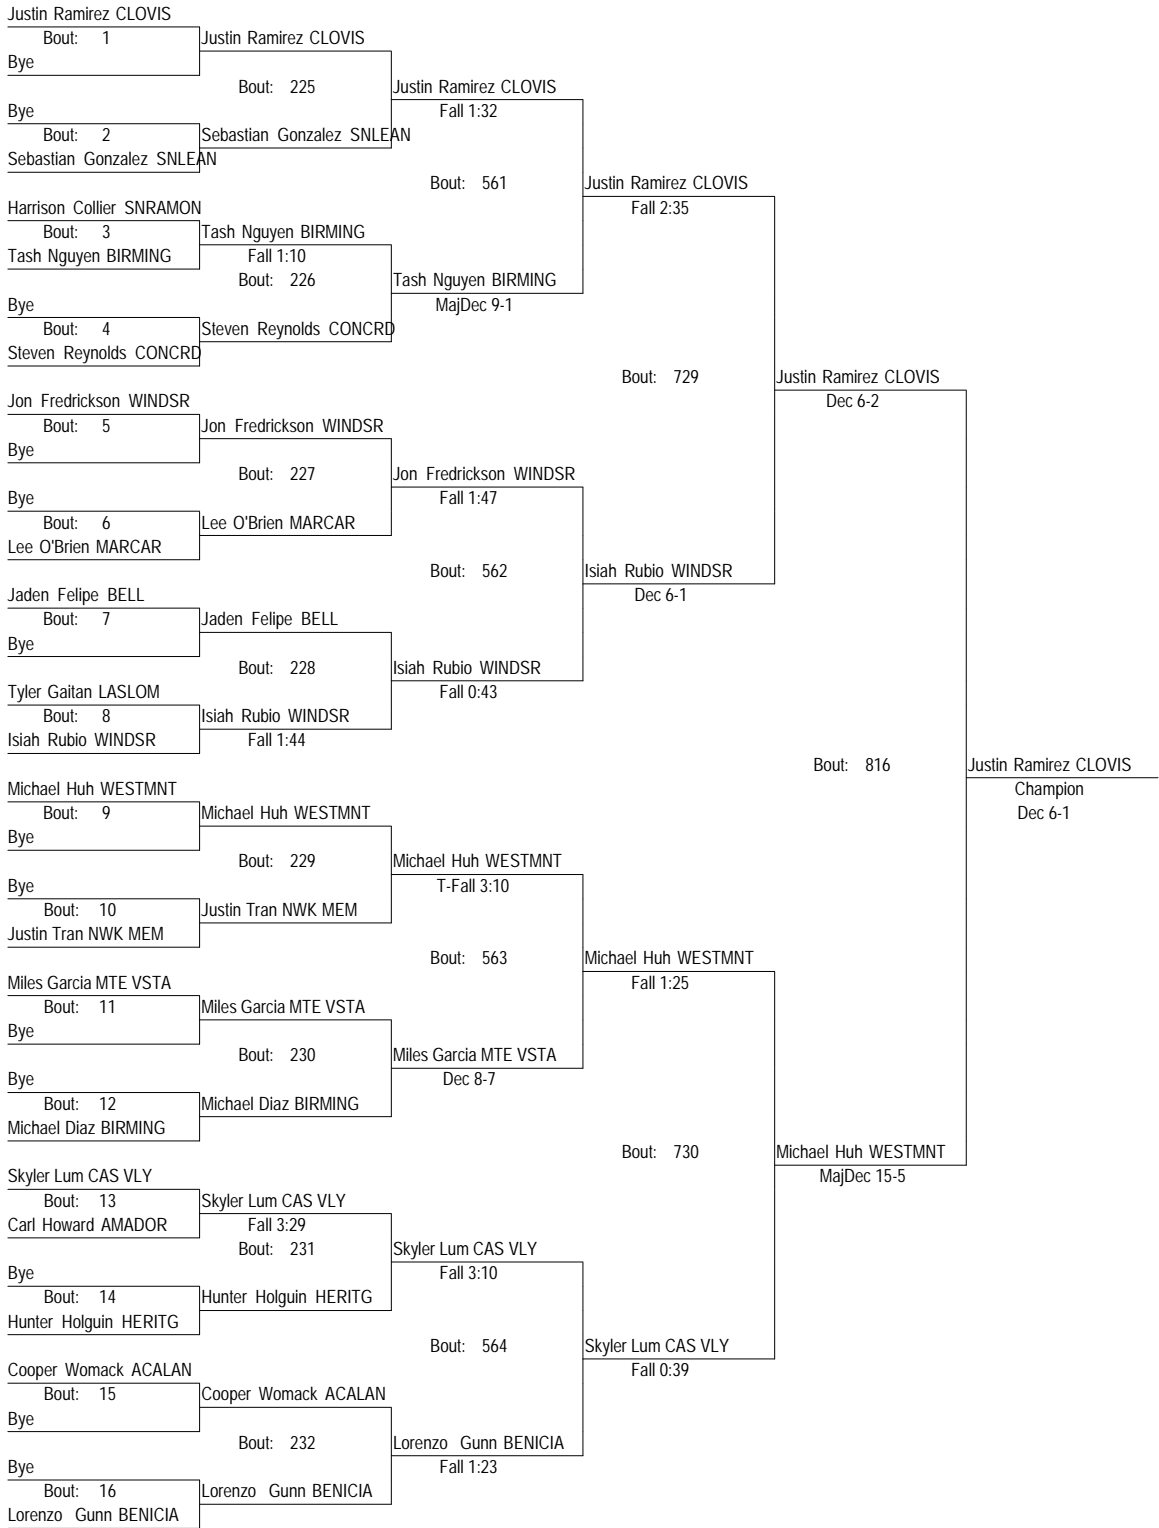 Justin Ramirez CLOVIS
Bout: 1
Bye
Justin Ramirez CLOVIS
Bout: 225
Bye
Bout: 2
Sebastian Gonzalez SNLEAN
Sebastian Gonzalez SNLEAN
Justin Ramirez CLOVIS
Fall 1:32
Bout: 561
Harrison Collier SNRAMON
Bout: 3
Tash Nguyen BIRMING
Tash Nguyen BIRMING
Fall 1:10
Bout: 226
Bye
Bout: 4
Steven Reynolds CONCRD
Steven Reynolds CONCRD
Tash Nguyen BIRMING
MajDec 9-1
Justin Ramirez CLOVIS
Fall 2:35
Bout: 729
Jon Fredrickson WINDSR
Bout: 5
Bye
Jon Fredrickson WINDSR
Bout: 227
Bye
Bout: 6
Lee O'Brien MARCAR
Lee O'Brien MARCAR
Jon Fredrickson WINDSR
Fall 1:47
Bout: 562
Jaden Felipe BELL
Bout: 7
Bye
Jaden Felipe BELL
Bout: 228
Tyler Gaitan LASLOM
Bout: 8
Isiah Rubio WINDSR
Isiah Rubio WINDSR
Fall 1:44
Isiah Rubio WINDSR
Fall 0:43
Isiah Rubio WINDSR
Dec 6-1
Justin Ramirez CLOVIS
Dec 6-2
Bout: 816
Justin Ramirez CLOVIS
Champion
Dec 6-1
Michael Huh WESTMNT
Bout: 9
Bye
Michael Huh WESTMNT
Bout: 229
Bye
Bout: 10
Justin Tran NWK MEM
Justin Tran NWK MEM
Michael Huh WESTMNT
T-Fall 3:10
Bout: 563
Miles Garcia MTE VSTA
Bout: 11
Bye
Miles Garcia MTE VSTA
Bout: 230
Bye
Bout: 12
Michael Diaz BIRMING
Michael Diaz BIRMING
Miles Garcia MTE VSTA
Dec 8-7
Michael Huh WESTMNT
Fall 1:25
Bout: 730
Michael Huh WESTMNT
MajDec 15-5
Skyler Lum CAS VLY
Bout: 13
Carl Howard AMADOR
Skyler Lum CAS VLY
Fall 3:29
Bout: 231
Bye
Bout: 14
Hunter Holguin HERITG
Hunter Holguin HERITG
Skyler Lum CAS VLY
Fall 3:10
Bout: 564
Skyler Lum CAS VLY
Fall 0:39
Cooper Womack ACALAN
Bout: 15
Bye
Cooper Womack ACALAN
Bout: 232
Bye
Bout: 16
Lorenzo Gunn BENICIA
Lorenzo Gunn BENICIA
Lorenzo Gunn BENICIA
Fall 1:23